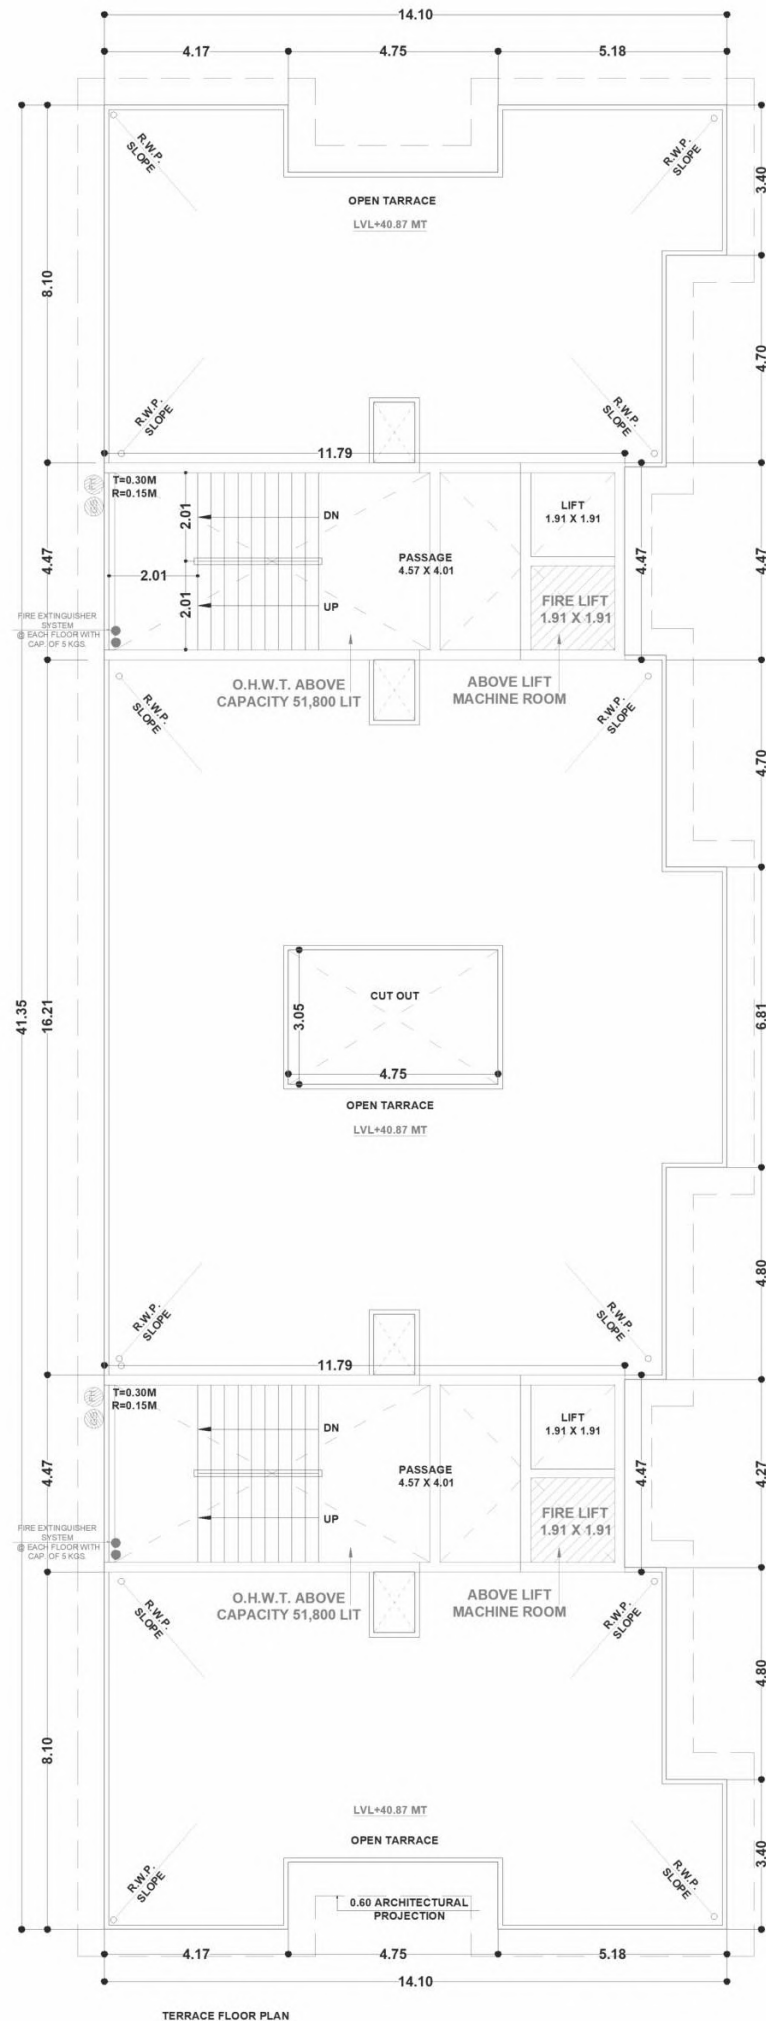 14.10
4.17
4.75
5.18
R.W.P.
SLOPE
R.W.P.
SLOPE
3.40
OPEN TARRACE
LVL+40.87 MT
8.10
4.70
R.W.P.
SLOPE
R.W.P.
SLOPE
11.79
FH
GS
T=0.30M
R=0.15M
2.01
DN
LIFT
1.91 X 1.91
PASSAGE
4.57 X 4.01
4.47
4.47
4.47
2.01
2.01
UP
FIRE LIFT
1.91 X 1.91
FIRE EXTINGUISHER
SYSTEM
@ EACH FLOOR WITH
CAP. OF 5 KGS.
O.H.W.T. ABOVE
CAPACITY 51,800 LIT
ABOVE LIFT
MACHINE ROOM
R.W.P.
SLOPE
R.W.P.
SLOPE
4.70
41.35
16.21
3.05
CUT OUT
6.81
4.75
OPEN TARRACE
LVL+40.87 MT
4.80
R.W.P.
SLOPE
R.W.P.
SLOPE
11.79
FH
GS
T=0.30M
R=0.15M
DN
LIFT
1.91 X 1.91
PASSAGE
4.57 X 4.01
4.47
4.47
4.27
UP
FIRE LIFT
1.91 X 1.91
FIRE EXTINGUISHER
SYSTEM
@ EACH FLOOR WITH
CAP. OF 5 KGS.
O.H.W.T. ABOVE
CAPACITY 51,800 LIT
ABOVE LIFT
MACHINE ROOM
R.W.P.
SLOPE
R.W.P.
SLOPE
4.80
8.10
LVL+40.87 MT
OPEN TARRACE
R.W.P.
SLOPE
R.W.P.
SLOPE
3.40
0.60 ARCHITECTURAL
PROJECTION
4.17
4.75
5.18
14.10
TERRACE FLOOR PLAN